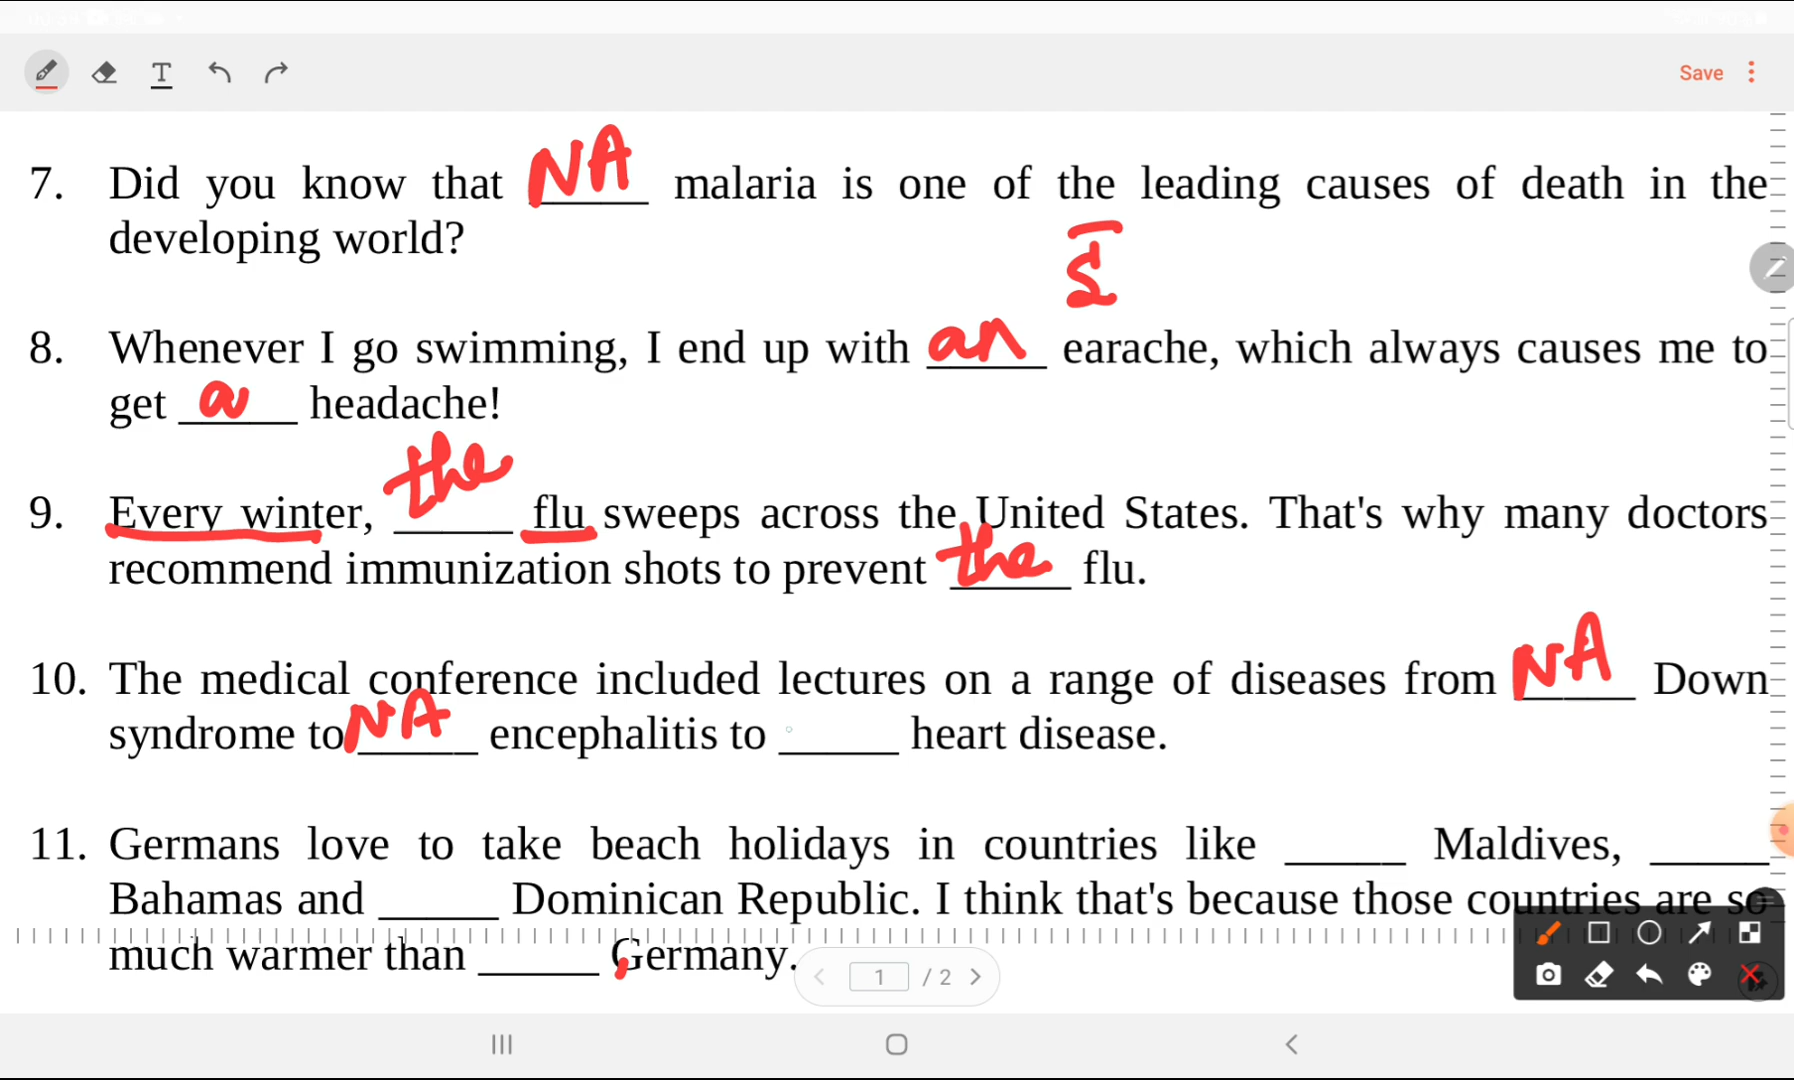 Save
7. Did you know that NA malaria is one of the leading causes of death in the
developing world?
8. Whenever I go swimming, I end up with an earache, which always causes me to
get a headache!
9. Every winter, the flu sweeps across the United States. That's why many doctors
recommend immunization shots to prevent the flu.
10. The medical conference included lectures on a range of diseases from NA Down
syndrome to NA encephalitis to _____ heart disease.
11. Germans love to take beach holidays in countries like _____ Maldives, _____
Bahamas and _____ Dominican Republic. I think that's because those countries are so
much warmer than _____ Germany.
1 / 2